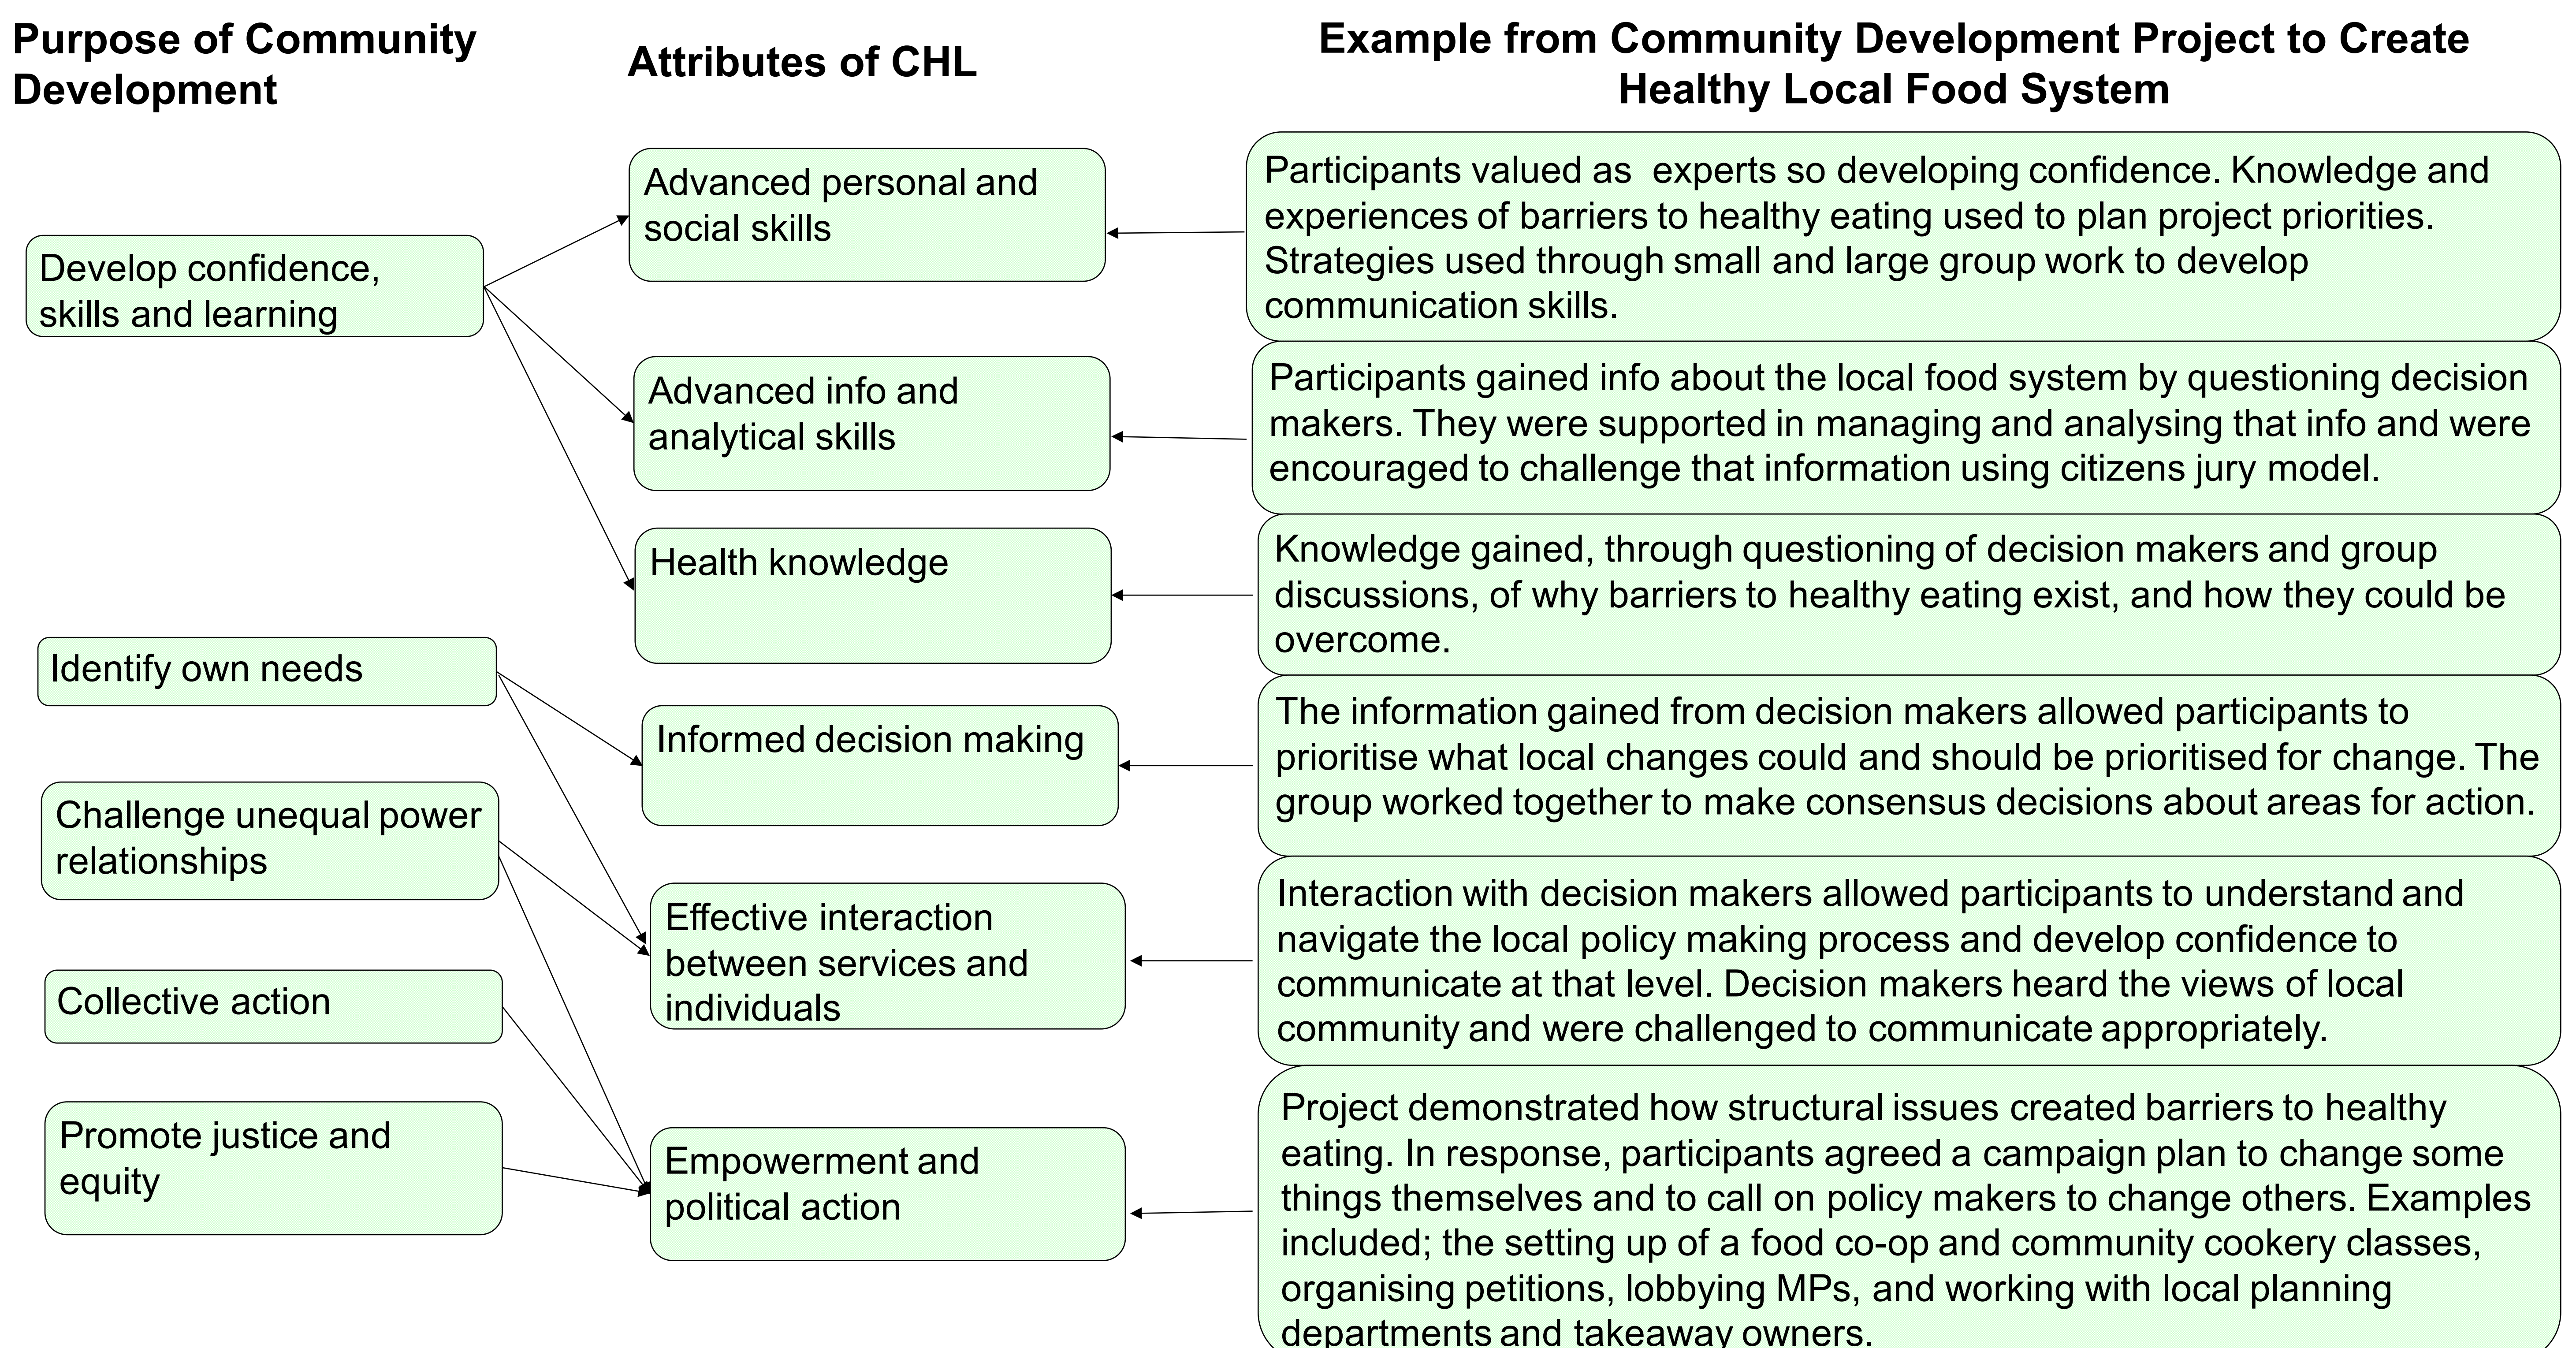 Purpose of Community
Development
Attributes of CHL
Example from Community Development Project to Create
Healthy Local Food System
Develop confidence,
skills and learning
Identify own needs
Challenge unequal power
relationships
Collective action
Promote justice and
equity
Advanced personal and
social skills
Advanced info and
analytical skills
Health knowledge
Informed decision making
Effective interaction
between services and
individuals
Empowerment and
political action
Participants valued as  experts so developing confidence. Knowledge and
experiences of barriers to healthy eating used to plan project priorities.
Strategies used through small and large group work to develop
communication skills.
Participants gained info about the local food system by questioning decision
makers. They were supported in managing and analysing that info and were
encouraged to challenge that information using citizens jury model.
Knowledge gained, through questioning of decision makers and group
discussions, of why barriers to healthy eating exist, and how they could be
overcome.
The information gained from decision makers allowed participants to
prioritise what local changes could and should be prioritised for change. The
group worked together to make consensus decisions about areas for action.
Interaction with decision makers allowed participants to understand and
navigate the local policy making process and develop confidence to
communicate at that level. Decision makers heard the views of local
community and were challenged to communicate appropriately.
Project demonstrated how structural issues created barriers to healthy
eating. In response, participants agreed a campaign plan to change some
things themselves and to call on policy makers to change others. Examples
included; the setting up of a food co-op and community cookery classes,
organising petitions, lobbying MPs, and working with local planning
departments and takeaway owners.